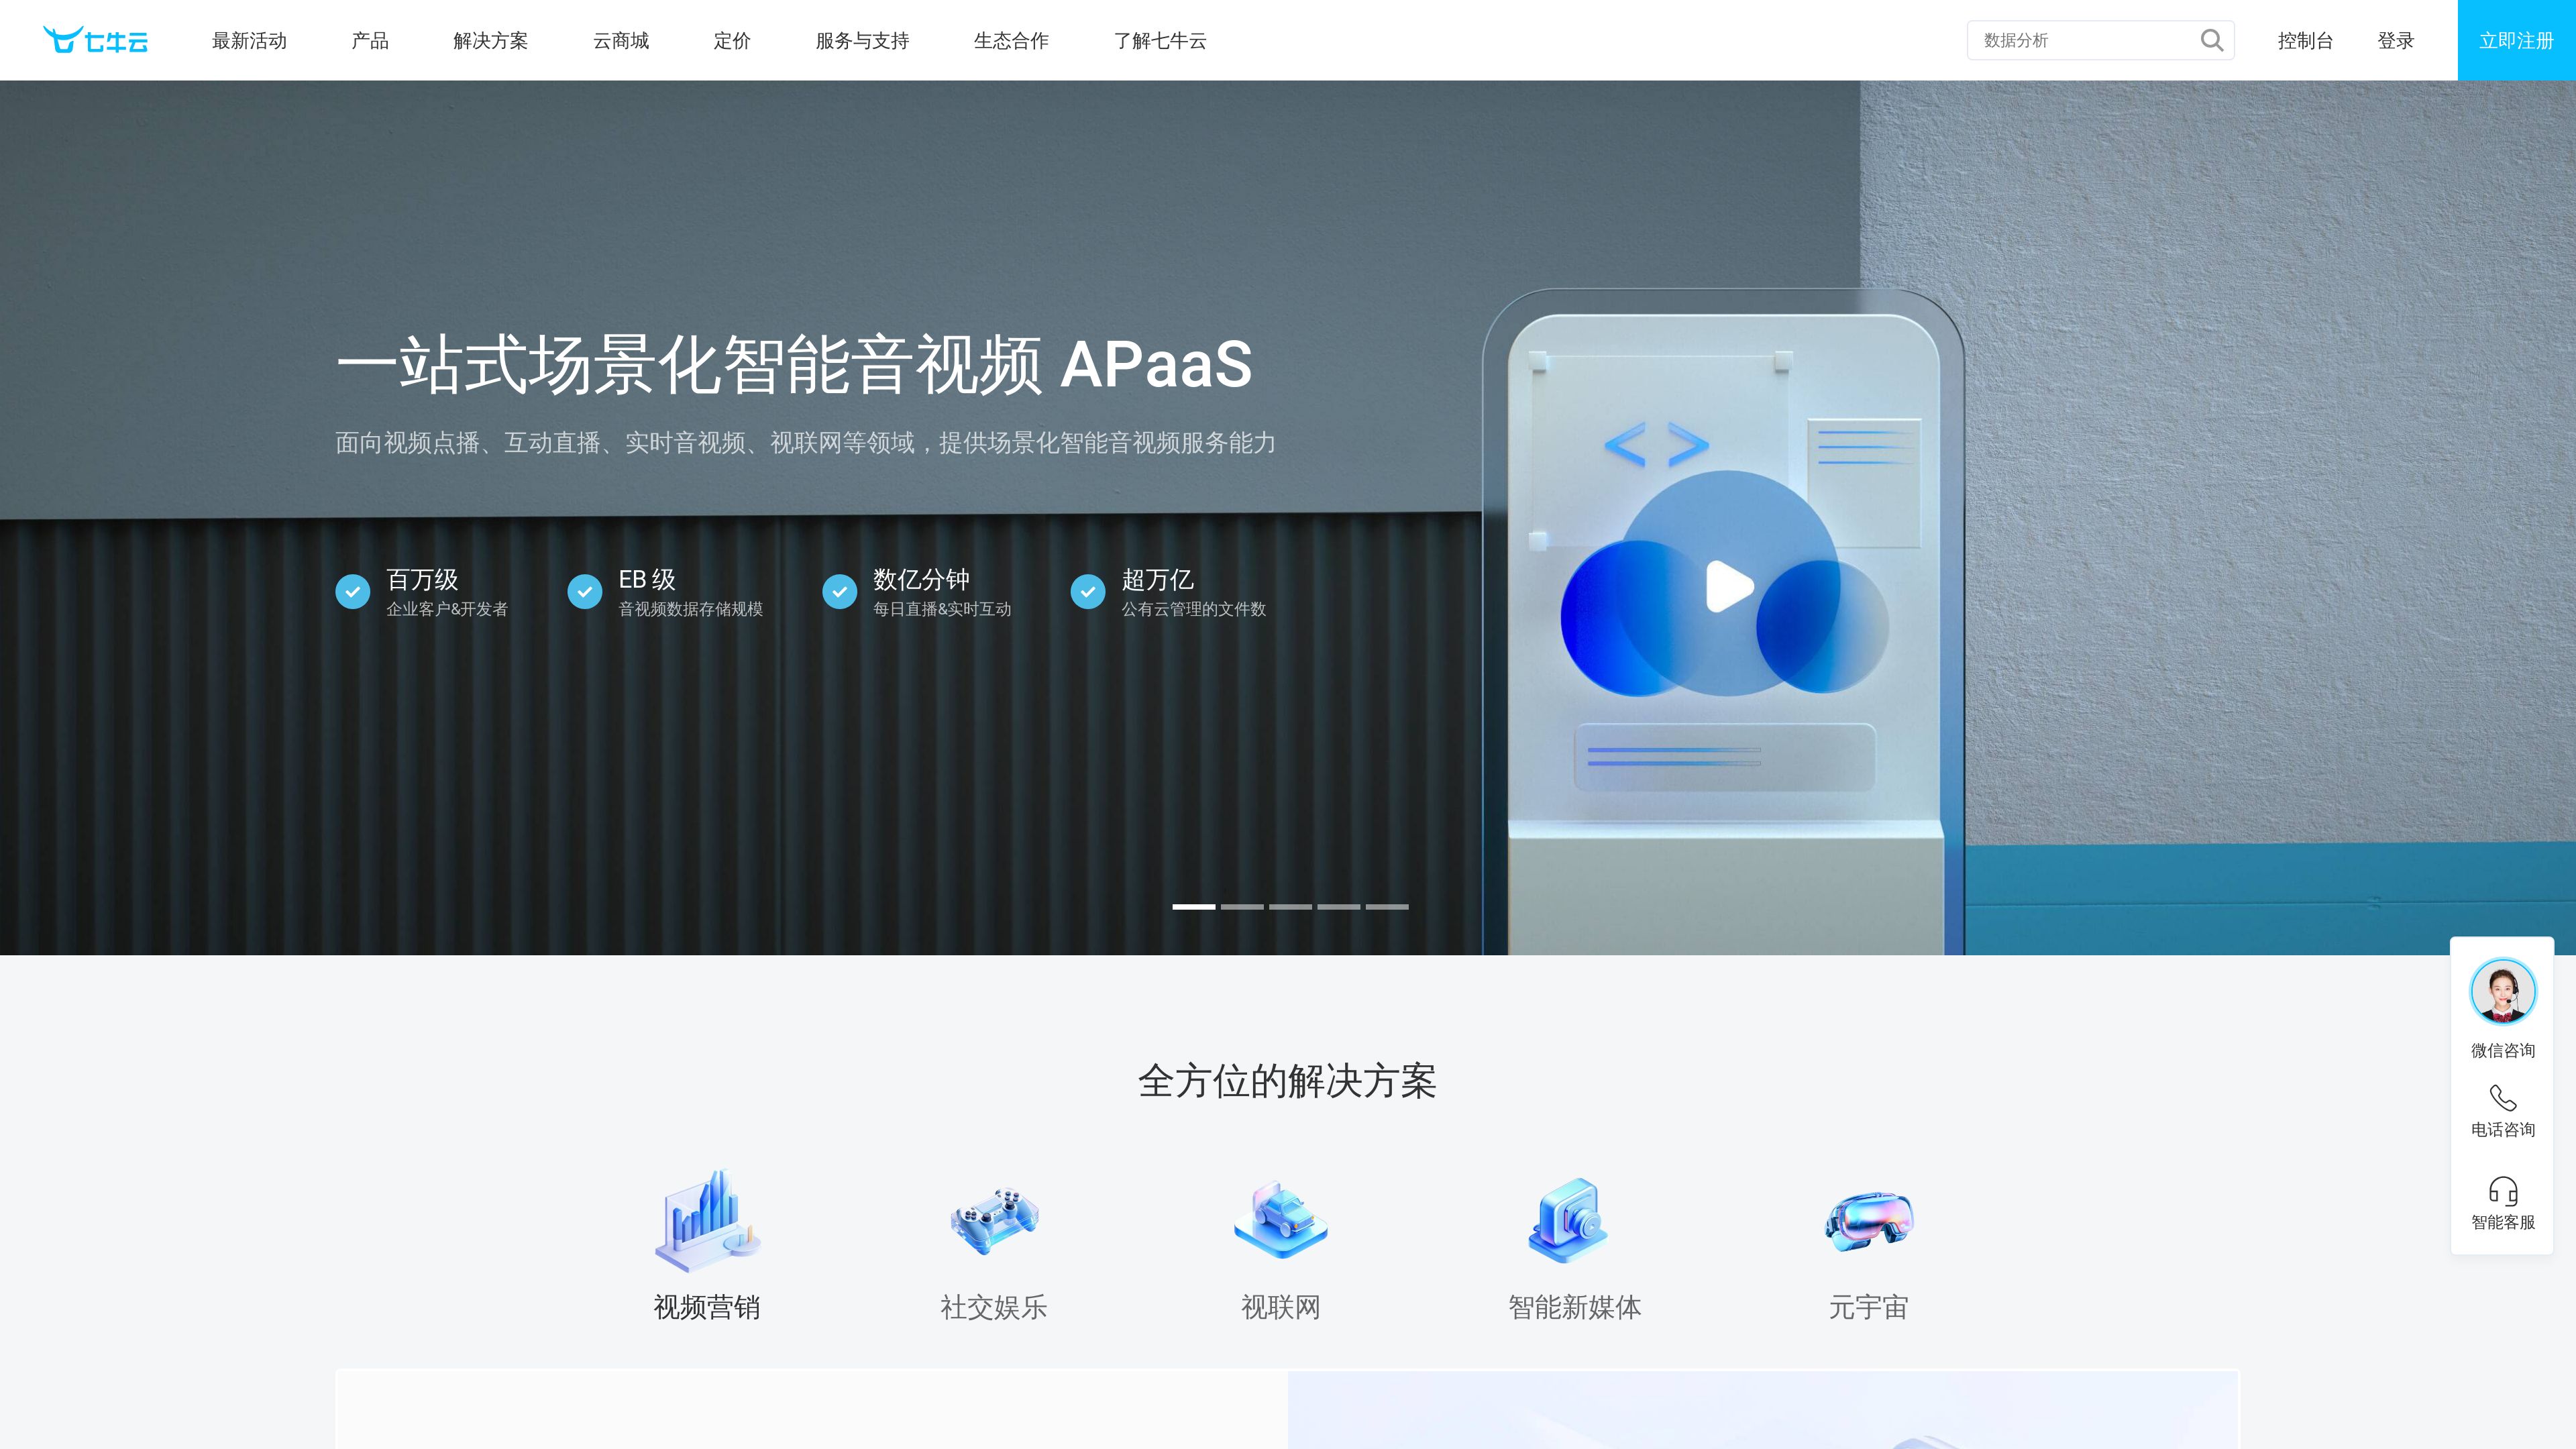 七牛云
最新活动
产品
解决方案
云商城
定价
服务与支持
生态合作
了解七牛云
数据分析
控制台
登录
立即注册
一站式场景化智能音视频 APaaS
面向视频点播、互动直播、实时音视频、视联网等领域，提供场景化智能音视频服务能力
百万级
企业客户&开发者
EB 级
音视频数据存储规模
数亿分钟
每日直播&实时互动
超万亿
公有云管理的文件数
微信咨询
电话咨询
智能客服
全方位的解决方案
视频营销
社交娱乐
视联网
智能新媒体
元宇宙